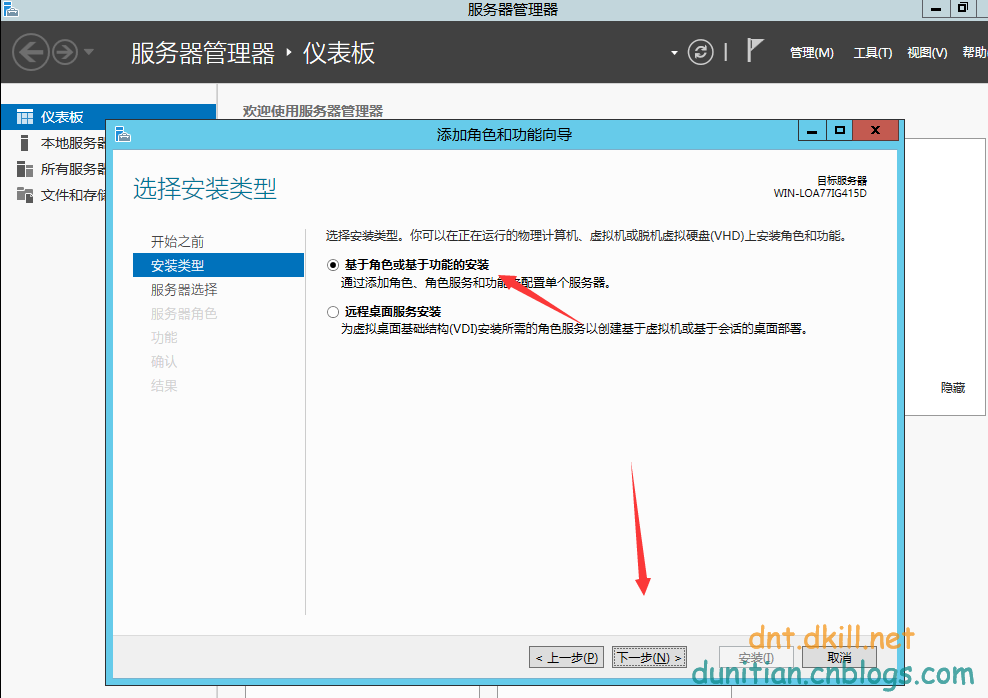 服务器管理器
服务器管理器 · 仪表板
管理(M) 工具(T) 视图(V) 帮助
仪表板
本地服务器
所有服务器
文件和存储
欢迎使用服务器管理器
添加角色和功能向导
选择安装类型
目标服务器
WIN-LOA77IG415D
开始之前
安装类型
服务器选择
服务器角色
功能
确认
结果
选择安装类型。你可以在正在运行的物理计算机、虚拟机或脱机虚拟硬盘(VHD)上安装角色和功能。
基于角色或基于功能的安装
通过添加角色、角色服务和功能来配置单个服务器。
远程桌面服务安装
为虚拟桌面基础结构(VDI)安装所需的角色服务以创建基于虚拟机或基于会话的桌面部署。
隐藏
< 上一步(P) 下一步(N) > 安装(I) 取消
dnt.dkill.net
dunitian.cnblogs.com